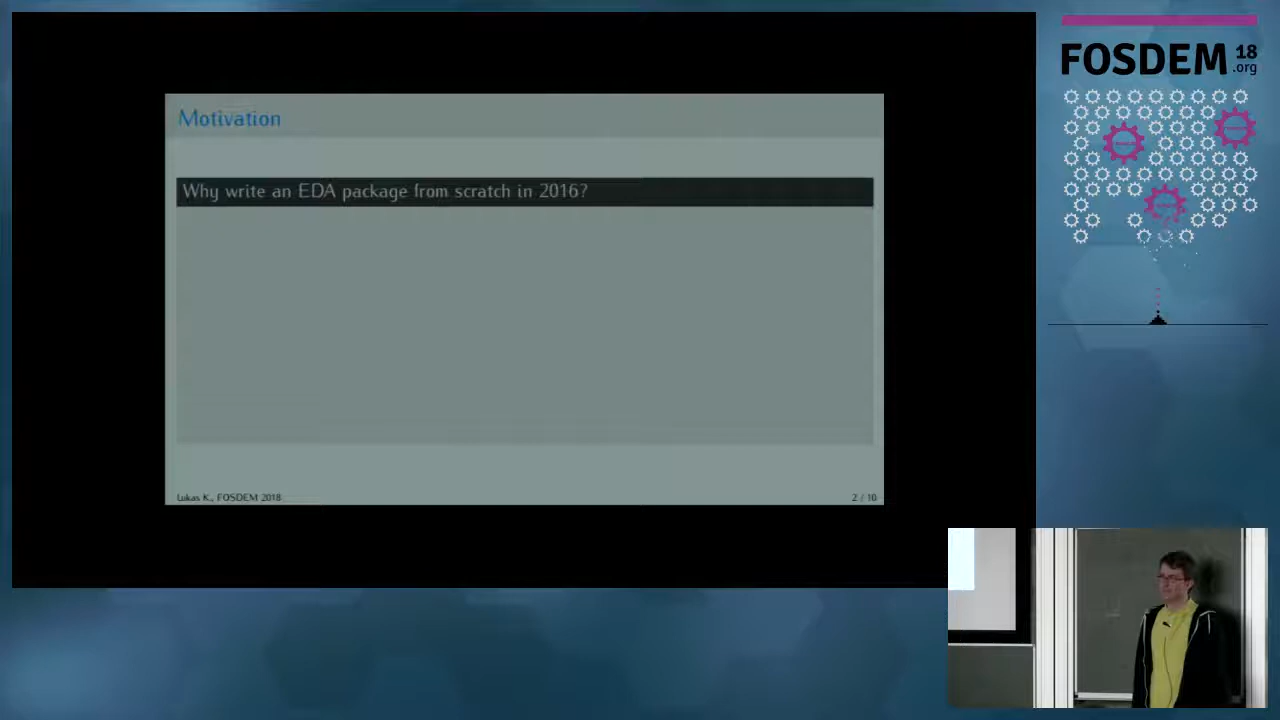 Motivation
Why write an EDA package from scratch in 2016?
Lukas K., FOSDEM 2018
2 / 10
FOSDEM 18
.org